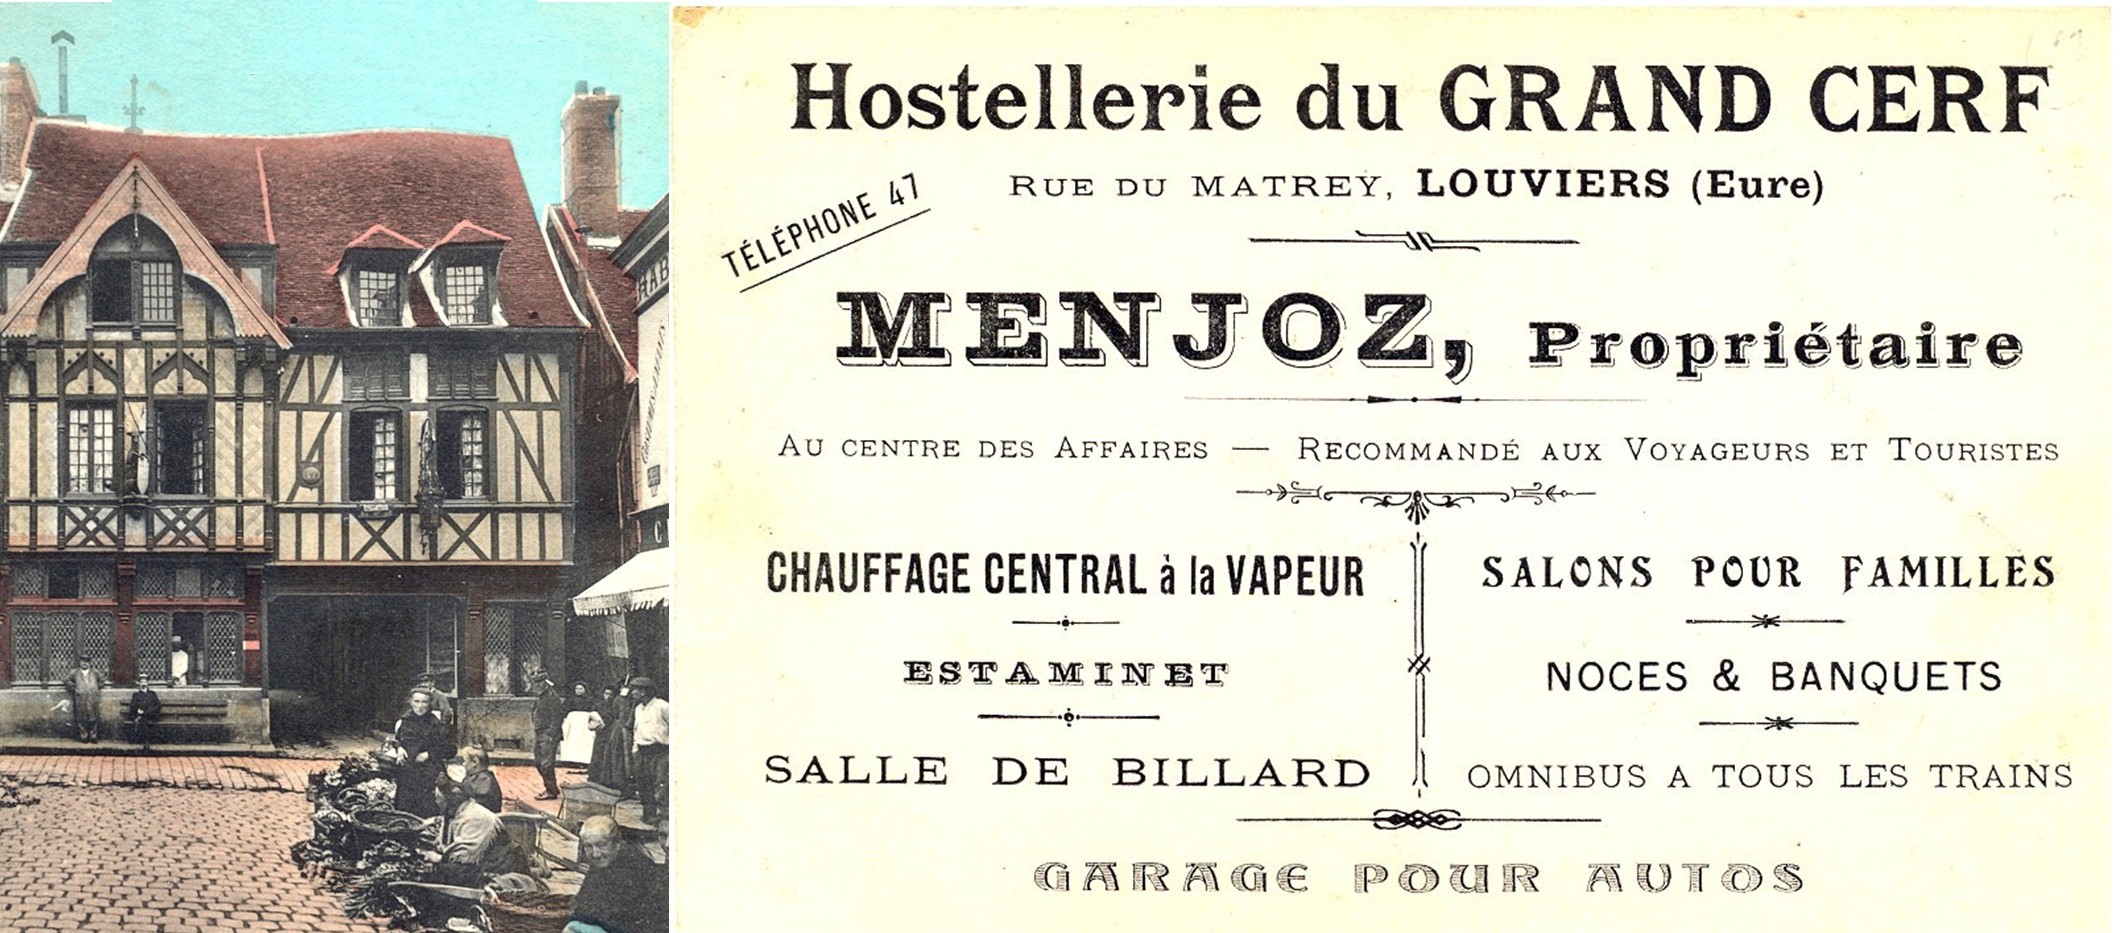 Hostellerie du GRAND CERF
RUE DU MATREY, LOUVIERS (Eure)
TÉLÉPHONE 47
MENJOZ, Propriétaire
AU CENTRE DES AFFAIRES — RECOMMANDÉ AUX VOYAGEURS ET TOURISTES
CHAUFFAGE CENTRAL à la VAPEUR
ESTAMINET
SALLE DE BILLARD
SALONS POUR FAMILLES
NOCES & BANQUETS
OMNIBUS A TOUS LES TRAINS
GARAGE POUR AUTOS